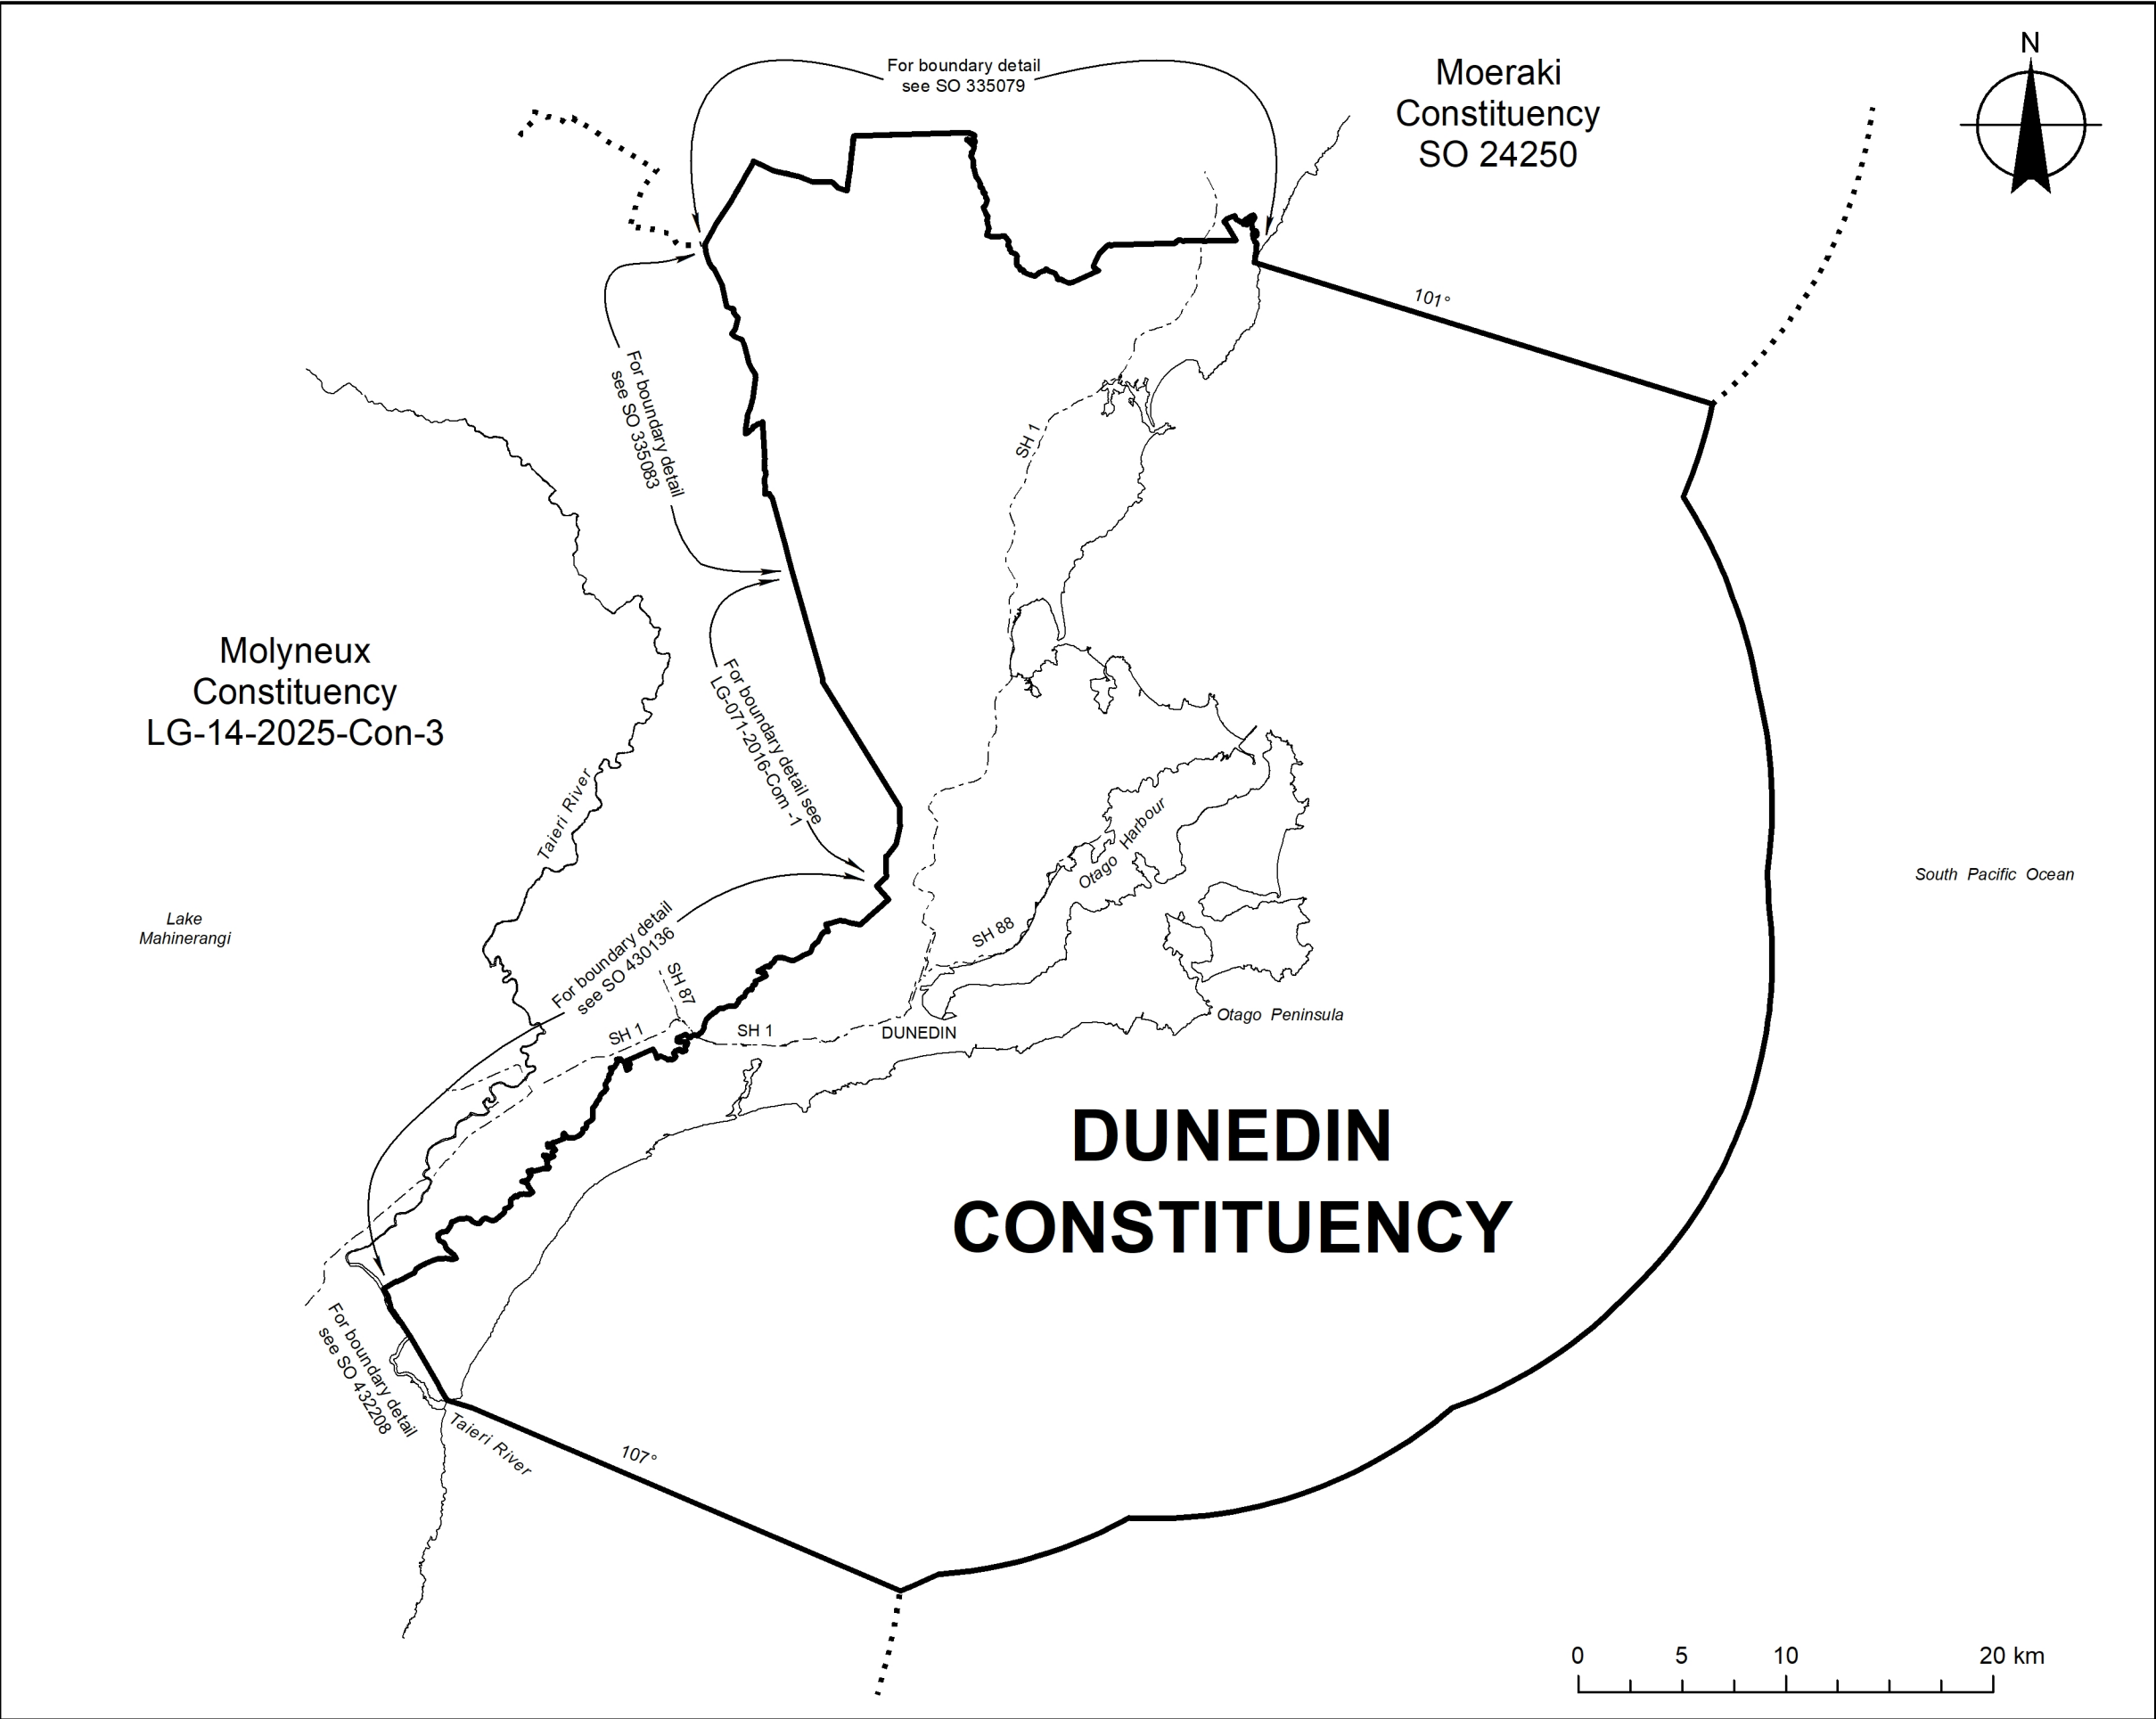 For boundary detail
see SO 335079
Moeraki
Constituency
SO 24250
N
101°
For boundary detail
see SO 335083
SH 1
Molyneux
Constituency
LG-14-2025-Con-3
For boundary detail see
LG-071-2016-Com -1
Taieri River
Otago Harbour
South Pacific Ocean
Lake
Mahinerangi
For boundary detail
see SO 430136
SH 88
SH 87
SH 1
SH 1
DUNEDIN
Otago Peninsula
DUNEDIN
CONSTITUENCY
For boundary detail
see SO 432208
Taieri River
107°
0 5 10 20 km